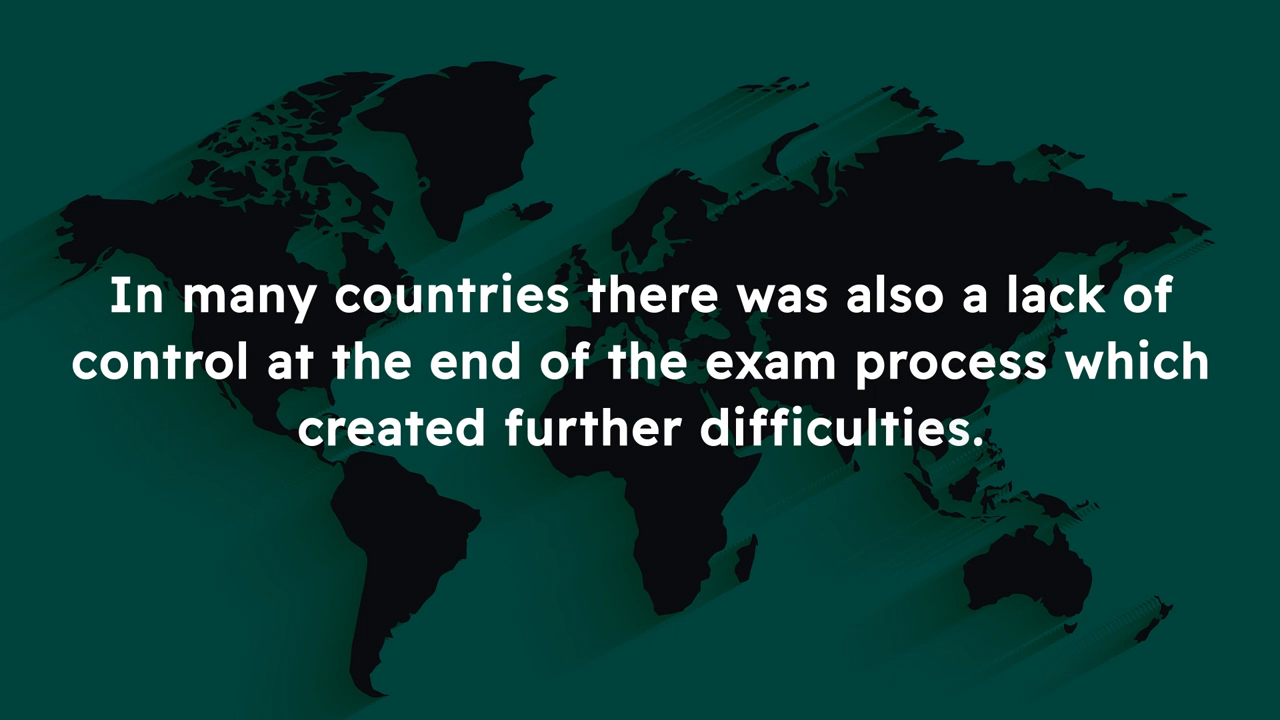 In many countries there was also a lack of
control at the end of the exam process which
created further difficulties.